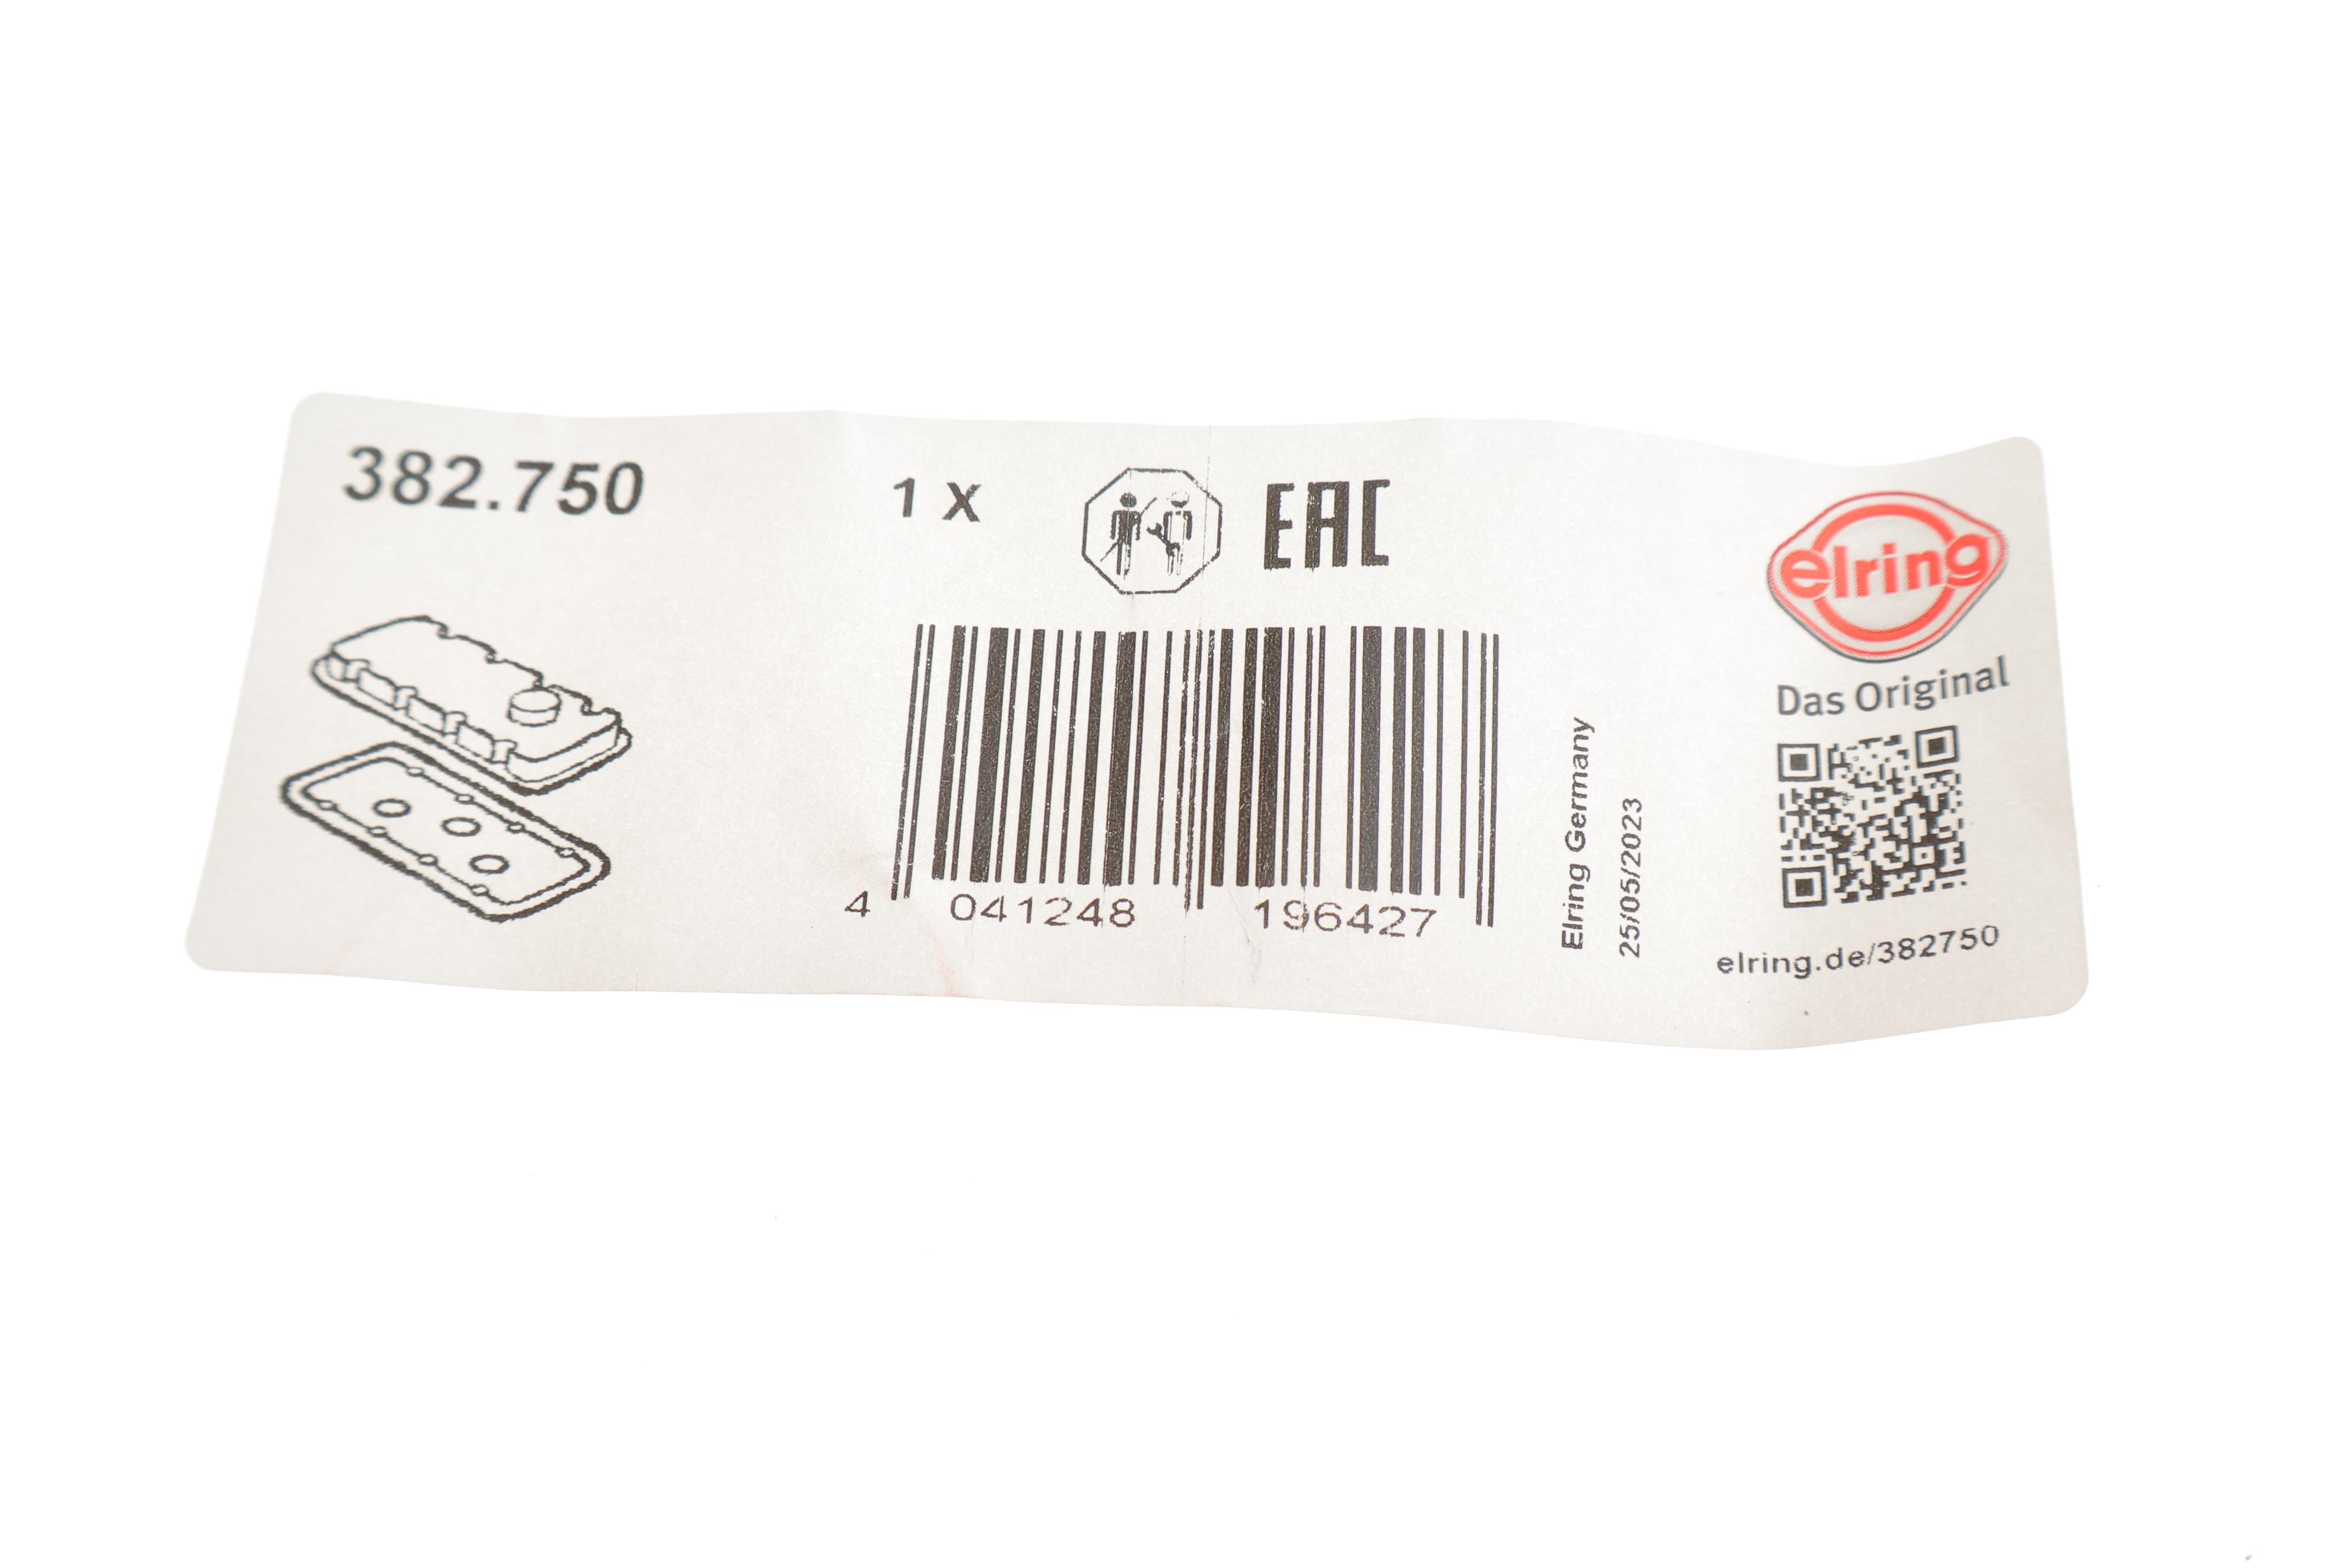 382.750
1 X
EAC
4 041248 196427
Elring Germany
25/05/2023
elring
Das Original
elring.de/382750